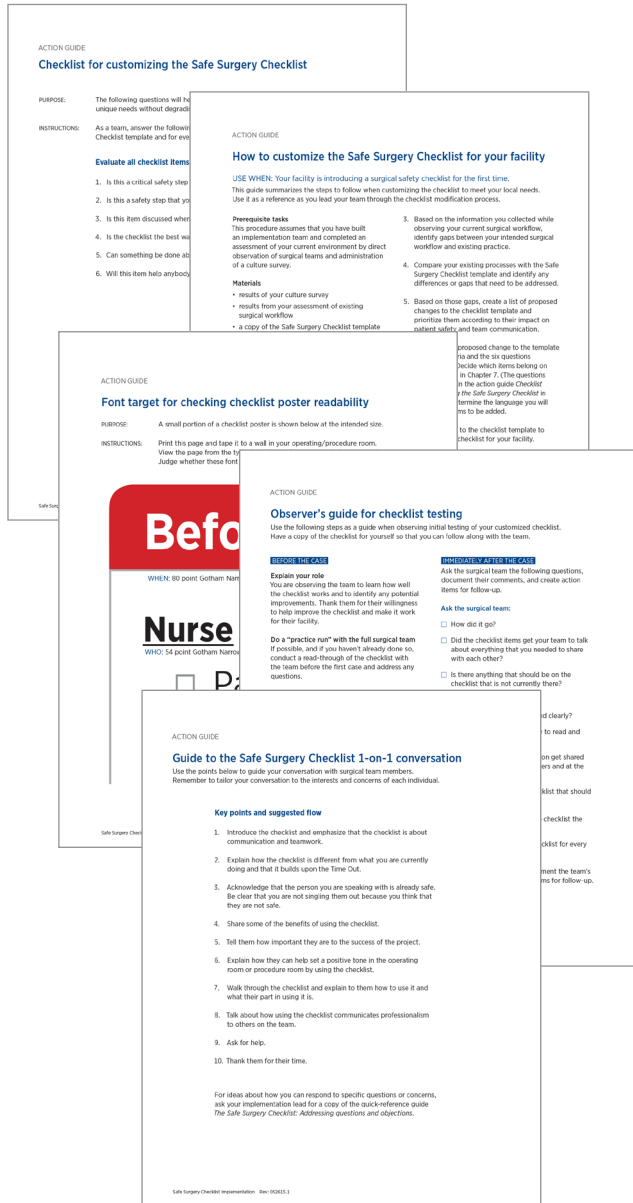 ACTION GUIDE
Checklist for customizing the Safe Surgery Checklist
PURPOSE: The following questions will
unique needs without
INSTRUCTIONS: As a team, answer the
Checklist template and for
Evaluate all checklist items
1. Is this a critical safety step
2. Is this a safety step that
3. Is this item discussed
4. Is the checklist the best
5. Can something be done
6. Will this item help
ACTION GUIDE
How to customize the Safe Surgery Checklist for your facility
USE WHEN: Your facility is introducing a surgical safety checklist for the first time.
This guide summarizes the steps to follow when customizing the checklist to meet your local needs.
Use it as a reference as you lead your team through the checklist modification process.
Prerequisite tasks
This procedure assumes that you have built
an implementation team and completed an
assessment of your current environment by direct
observation of surgical teams and administration
of a culture survey.
Materials
• results of your culture survey
• results from your assessment of existing
surgical workflow
• a copy of the Safe Surgery Checklist template
3. Based on the information you collected while
observing your current surgical workflow,
identify gaps between your intended surgical
workflow and existing practice.
4. Compare your existing processes with the Safe
Surgery Checklist template and identify any
differences or gaps that need to be addressed.
5. Based on those gaps, create a list of proposed
changes to the checklist template and
prioritize them according to their impact on
patient safety and team communication.
proposed change to the template
and the six questions
which items belong on
in Chapter 7. (The questions
in the action guide Checklist
the Safe Surgery Checklist in
the language you will
to be added.
to the checklist template to
checklist for your facility.
ACTION GUIDE
Font target for checking checklist poster readability
PURPOSE: A small portion of a checklist poster is shown below at the intended size.
INSTRUCTIONS: Print this page and tape it to a wall in your operating/procedure room.
View the page from the
Judge whether these font
Befo
WHEN: 80 point Gotham
Nurse
WHO: 54 point Gotham
ACTION GUIDE
Observer's guide for checklist testing
Use the following steps as a guide when observing initial testing of your customized checklist.
Have a copy of the checklist for yourself so that you can follow along with the team.
BEFORE THE CASE
Explain your role
You are observing the team to learn how well
the checklist works and to identify any potential
improvements. Thank them for their willingness
to help improve the checklist and make it work
for their facility.
Do a "practice run" with the full surgical team
If possible, and if you haven't already done so,
conduct a read-through of the checklist with
the team before the first case and address any
questions.
IMMEDIATELY AFTER THE CASE
Ask the surgical team the following questions,
document their comments, and create action
items for follow-up.
Ask the surgical team:
☐ How did it go?
☐ Did the checklist items get your team to talk
about everything that you needed to share
with each other?
☐ Is there anything that should be on the
checklist that is not currently there?
clearly?
to read and
get shared
and at the
that should
checklist the
for every
the team's
for follow-up.
ACTION GUIDE
Guide to the Safe Surgery Checklist 1-on-1 conversation
Use the points below to guide your conversation with surgical team members.
Remember to tailor your conversation to the interests and concerns of each individual.
Key points and suggested flow
1. Introduce the checklist and emphasize that the checklist is about
communication and teamwork.
2. Explain how the checklist is different from what you are currently
doing and that it builds upon the Time Out.
3. Acknowledge that the person you are speaking with is already safe.
Be clear that you are not singling them out because you think that
they are not safe.
4. Share some of the benefits of using the checklist.
5. Tell them how important they are to the success of the project.
6. Explain how they can help set a positive tone in the operating
room or procedure room by using the checklist.
7. Walk through the checklist and explain to them how to use it and
what their part in using it is.
8. Talk about how using the checklist communicates professionalism
to others on the team.
9. Ask for help.
10. Thank them for their time.
For ideas about how you can respond to specific questions or concerns,
ask your implementation lead for a copy of the quick-reference guide
The Safe Surgery Checklist: Addressing questions and objections.
Safe Surgery Checklist Implementation Rev: 052615.1